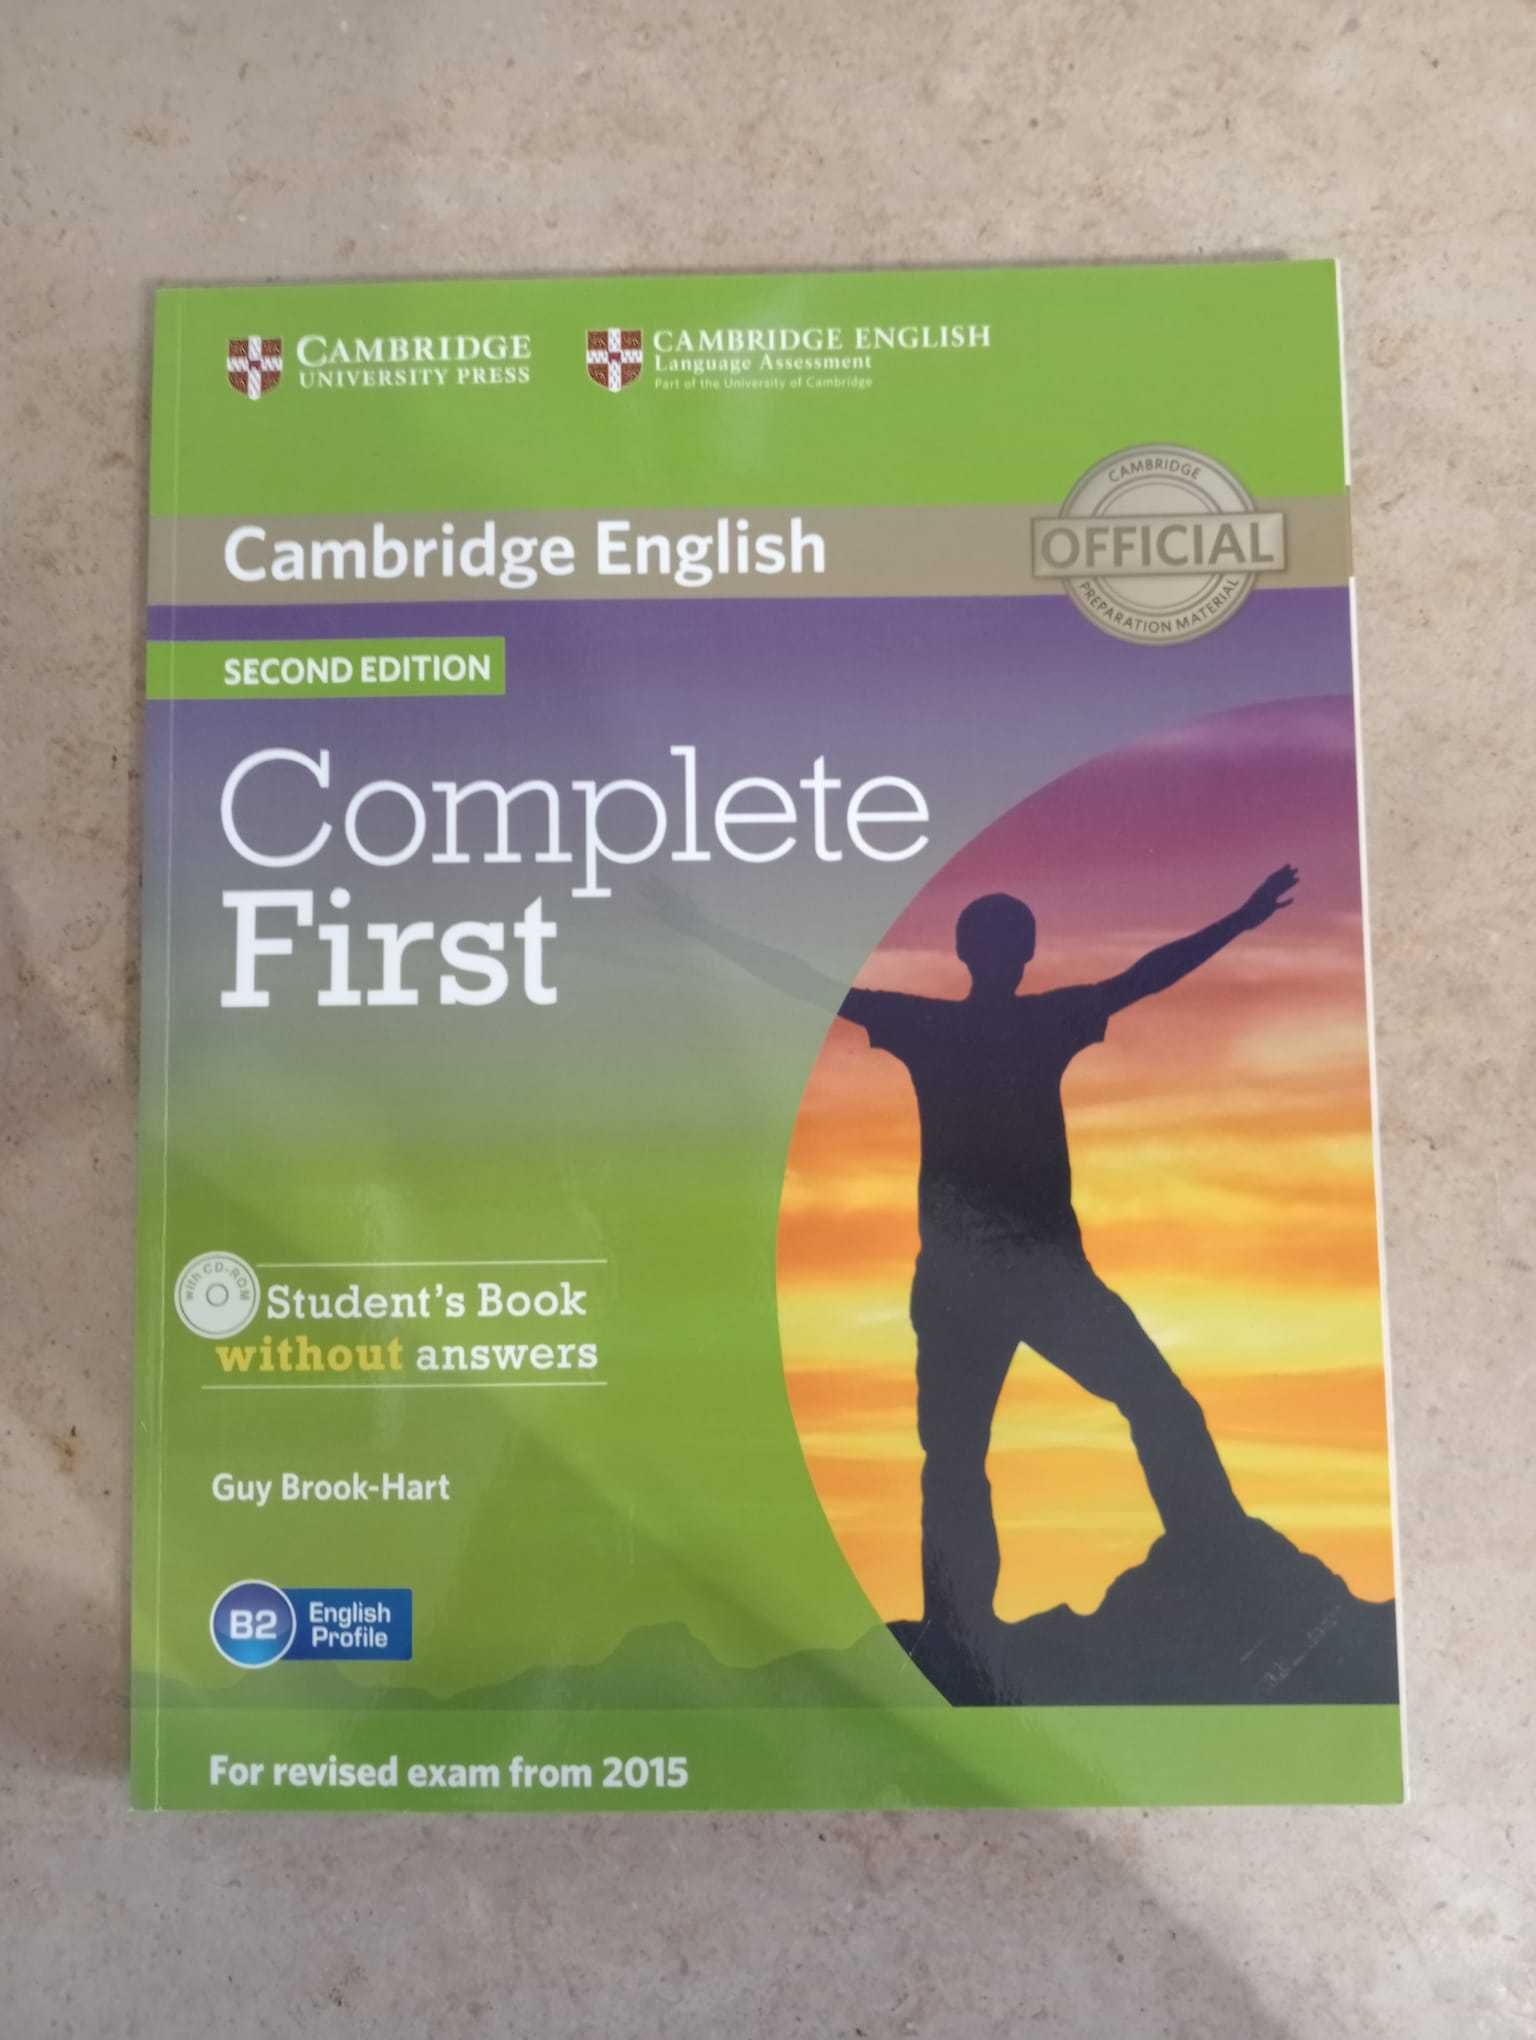 CAMBRIDGE
UNIVERSITY PRESS
CAMBRIDGE ENGLISH
Language Assessment
Part of the University of Cambridge
Cambridge English
CAMBRIDGE
OFFICIAL
PREPARATION MATERIAL
SECOND EDITION
Complete
First
with CD-ROM
Student's Book
without answers
Guy Brook-Hart
B2
English
Profile
For revised exam from 2015